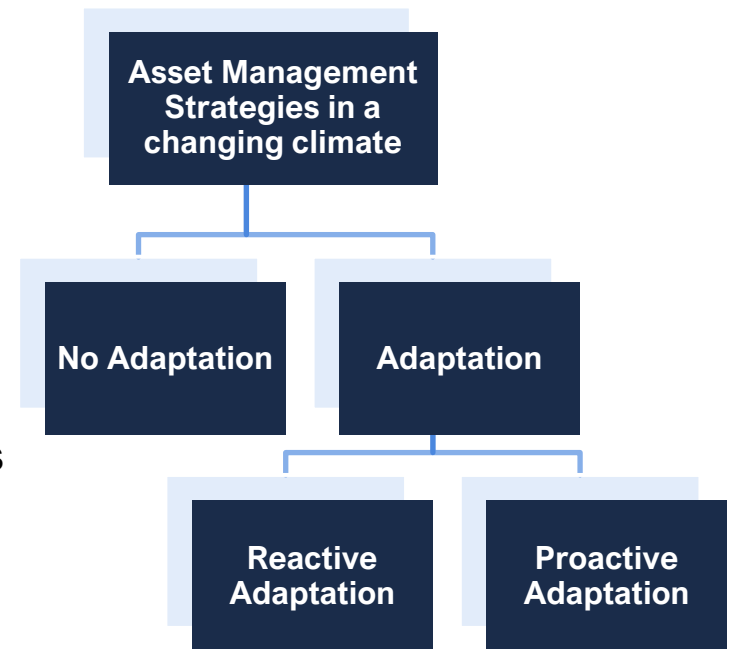 Asset Management
Strategies in a
changing climate
No Adaptation
Adaptation
s
Reactive
Adaptation
Proactive
Adaptation